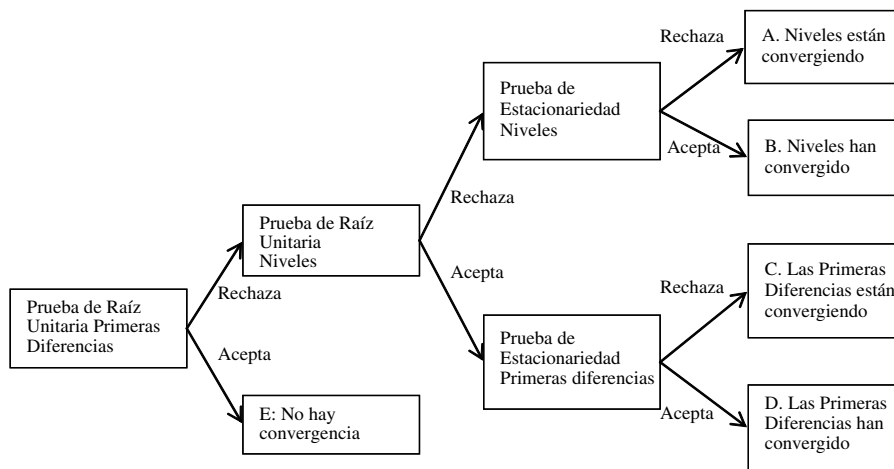 Prueba de Raíz
Unitaria Primeras
Diferencias
Rechaza
Acepta
Prueba de Raíz
Unitaria
Niveles
E: No hay
convergencia
Rechaza
Acepta
Prueba de
Estacionariedad
Niveles
Prueba de
Estacionariedad
Primeras diferencias
Rechaza
Acepta
A. Niveles están
convergiendo
B. Niveles han
convergido
Rechaza
Acepta
C. Las Primeras
Diferencias están
convergiendo
D. Las Primeras
Diferencias han
convergido